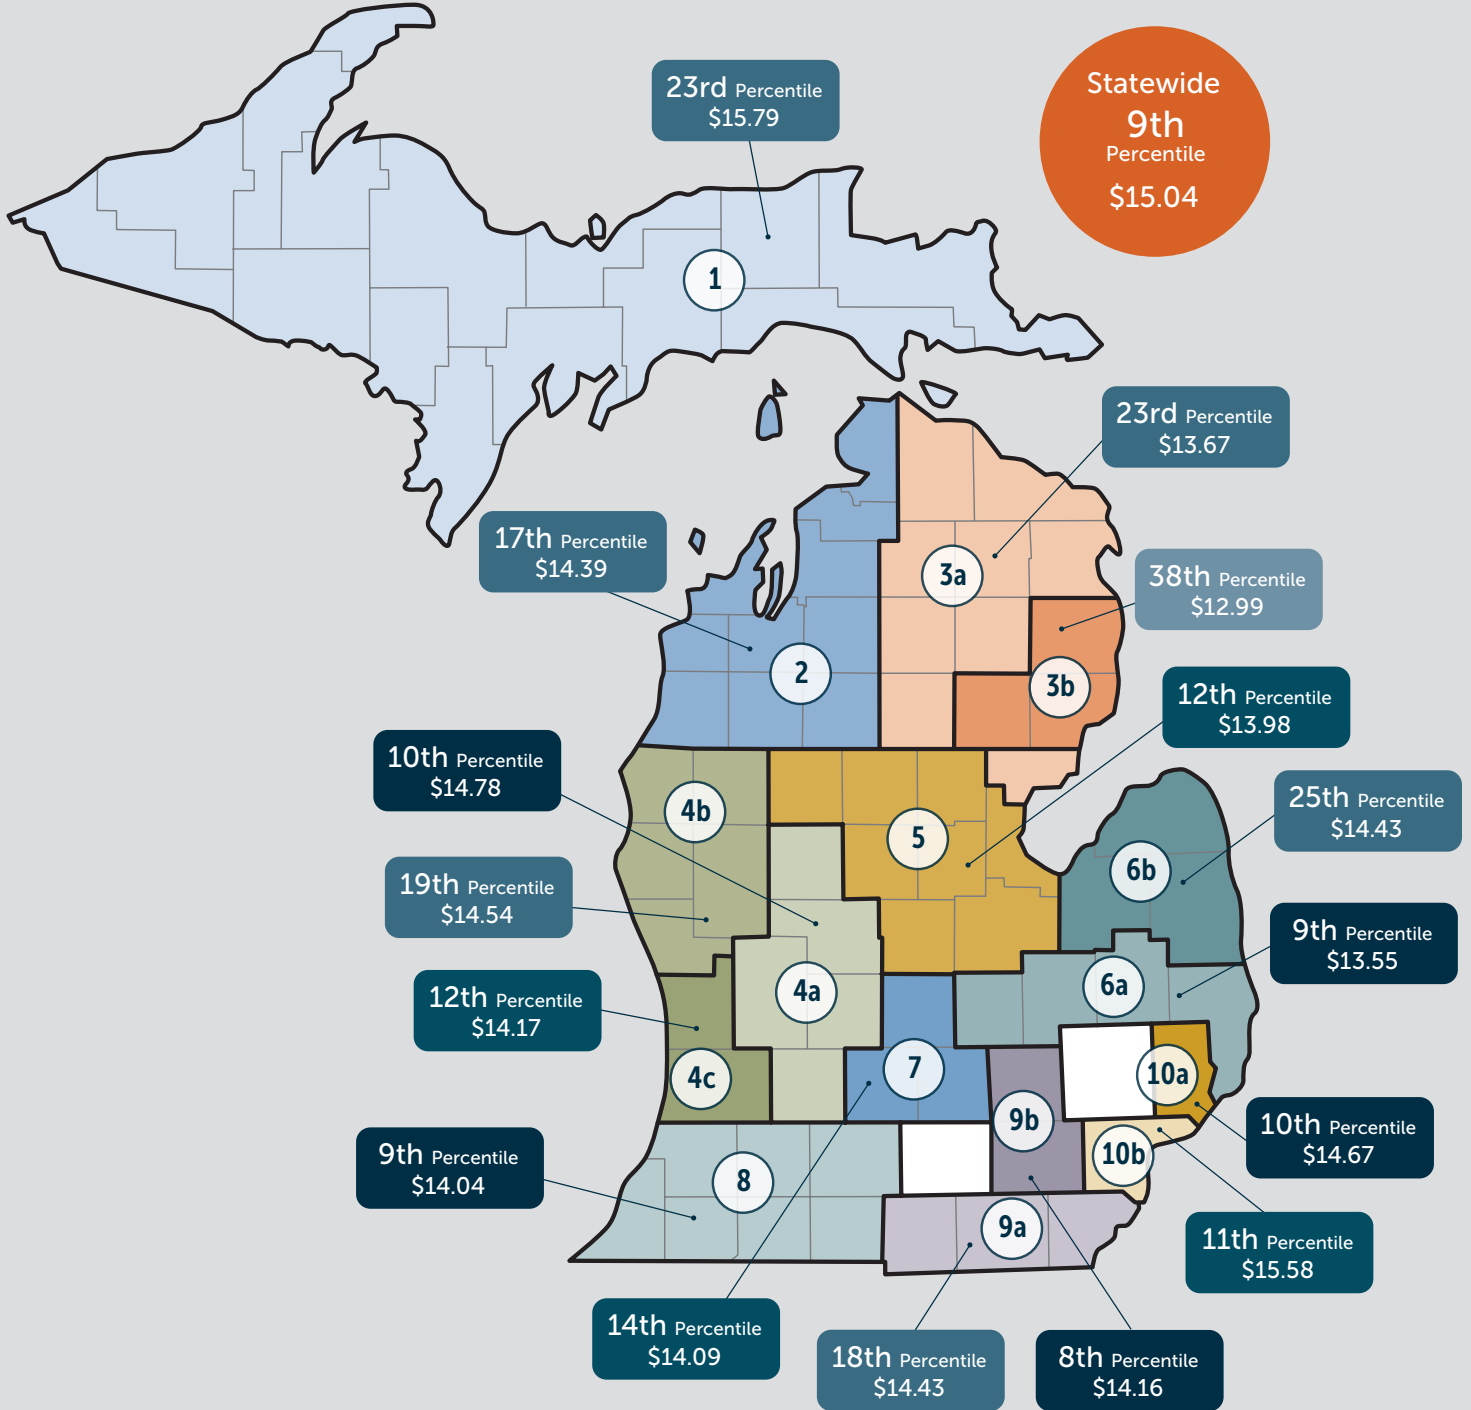 Statewide
9th
Percentile
$15.04
23rd Percentile
$15.79
1
23rd Percentile
$13.67
17th Percentile
$14.39
3a
38th Percentile
$12.99
2
3b
12th Percentile
$13.98
10th Percentile
$14.78
4b
5
25th Percentile
$14.43
6b
19th Percentile
$14.54
9th Percentile
$13.55
12th Percentile
$14.17
4a
6a
4c
7
10a
9b
10th Percentile
$14.67
9th Percentile
$14.04
8
10b
9a
11th Percentile
$15.58
14th Percentile
$14.09
18th Percentile
$14.43
8th Percentile
$14.16